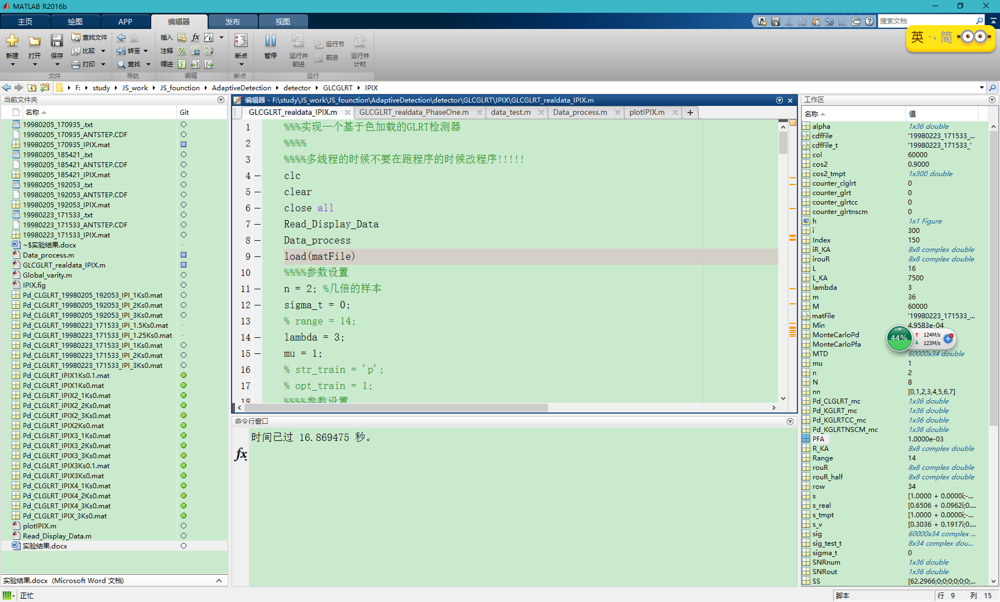 MATLAB R2016b
主页 绘图 APP 编辑器 发布 视图
搜索文档
英 简
新建 打开 保存 查找文件 比较 打印
转至 查找
插入 注释 缩进
断点
暂停 运行并前进 运行节 前进 运行并计时
文件 导航 编辑 断点 运行
F: study JS_work JS_founction AdaptiveDetection detector GLCGLRT IPIX
当前文件夹
名称 Git
19980205_170935_.txt
19980205_170935_ANTSTEP.CDF
19980205_170935_IPIX.mat
19980205_185421_.txt
19980205_185421_ANTSTEP.CDF
19980205_185421_IPIX.mat
19980205_192053_.txt
19980205_192053_ANTSTEP.CDF
19980205_192053_IPIX.mat
19980223_171533_.txt
19980223_171533_ANTSTEP.CDF
19980223_171533_IPIX.mat
~$实验结果.docx
Data_process.m
GLCGLRT_realdata_IPIX.m
Global_varity.m
IPIX.fig
Pd_CLGLRT_19980205_192053_IPI_1Ks0.mat
Pd_CLGLRT_19980205_192053_IPI_2Ks0.mat
Pd_CLGLRT_19980205_192053_IPI_3Ks0.mat
Pd_CLGLRT_19980223_171533_IPI_1.5Ks0.mat
Pd_CLGLRT_19980223_171533_IPI_1.25Ks0.mat
Pd_CLGLRT_19980223_171533_IPI_1Ks0.mat
Pd_CLGLRT_19980223_171533_IPI_2Ks0.mat
Pd_CLGLRT_19980223_171533_IPI_3Ks0.mat
Pd_CLGLRT_IPIX1Ks0.1.mat
Pd_CLGLRT_IPIX1Ks0.mat
Pd_CLGLRT_IPIX2_1Ks0.mat
Pd_CLGLRT_IPIX2_2Ks0.mat
Pd_CLGLRT_IPIX2_3Ks0.mat
Pd_CLGLRT_IPIX2Ks0.mat
Pd_CLGLRT_IPIX3_1Ks0.mat
Pd_CLGLRT_IPIX3_2Ks0.mat
Pd_CLGLRT_IPIX3_3Ks0.mat
Pd_CLGLRT_IPIX3Ks0.1.mat
Pd_CLGLRT_IPIX3Ks0.mat
Pd_CLGLRT_IPIX4_1Ks0.mat
Pd_CLGLRT_IPIX4_2Ks0.mat
Pd_CLGLRT_IPIX4_3Ks0.mat
Pd_CLGLRT_IPIX_3Ks0.mat
plotIPIX.m
Read_Display_Data.m
实验结果.docx
实验结果.docx (Microsoft Word 文档)
正忙
编辑器 - F:\study\JS_work\JS_founction\AdaptiveDetection\detector\GLCGLRT\IPIX\GLCGLRT_realdata_IPIX.m
GLCGLRT_realdata_IPIX.m GLCGLRT_realdata_PhaseOne.m data_test.m Data_process.m plotIPIX.m
1 %%%实现一个基于色加载的GLRT检测器
2 %%%%
3 %%%%多线程的时候不要在跑程序的时候改程序!!!!!
4 clc
5 clear
6 close all
7 Read_Display_Data
8 Data_process
9 load(matFile)
10 %%%%参数设置
11 n = 2; %几倍的样本
12 sigma_t = 0;
13 % range = 14;
14 lambda = 3;
15 mu = 1;
16 % str_train = 'p';
17 % opt_train = 1;
18 %%%%参数设置
命令行窗口
时间已过 16.869475 秒。
fx
工作区
名称 值
alpha 1x36 double
cdfFile '19980223_171533_...
cdfFile_t '19980223_171533_'
col 60000
cos2 0.9000
cos2_tmpt 1x300 double
counter_clglrt 0
counter_glrt 0
counter_glrtcc 0
counter_glrtnscm 0
h 1x1 Figure
i 300
Index 150
iR_KA 8x8 complex double
irouR 8x8 complex double
L 16
L_KA 7500
lambda 3
m 36
M 60000
matFile '19980223_171533_...
Min 4.9583e-04
MonteCarloPd
MonteCarloPfa
44% 124M/s
123M/s
MTD 60000x34 double
mu 1
n 2
N 8
nn [0,1,2,3,4,5,6,7]
Pd_CLGLRT_mc 1x36 double
Pd_KGLRT_mc 1x36 double
Pd_KGLRTCC_mc 1x36 double
Pd_KGLRTNSCM_mc 1x36 double
PFA 1.0000e-03
R_KA 8x8 complex double
Range 14
rouR 8x8 complex double
rouR_half 8x8 complex double
row 34
s [1.0000 + 0.0000i;-...
s_real [0.6506 + 0.0962i;0....
s_tmpt [1.0000 + 0.0000i;-...
s_v [0.3036 + 0.1917i;0....
sig 60000x34 complex ...
sig_test_t 8x34 complex dou...
sigma_t 0
SNRnum 1x36 double
SNRout 1x36 double
SS [62.2966;0;0;0;0;0;0;...
脚本 行 9 列 15